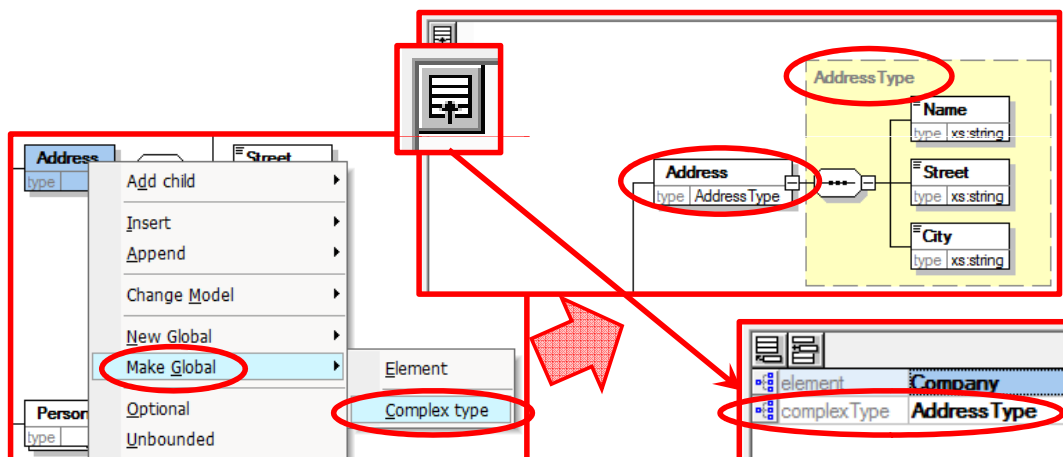 Address
type
Street
Add child
Insert
Append
Change Model
New Global
Make Global
Optional
Unbounded
Person
type
Element
Complex type
AddressType
Name
type xs:string
Address
type AddressType
Street
type xs:string
City
type xs:string
element Company
complexType AddressType